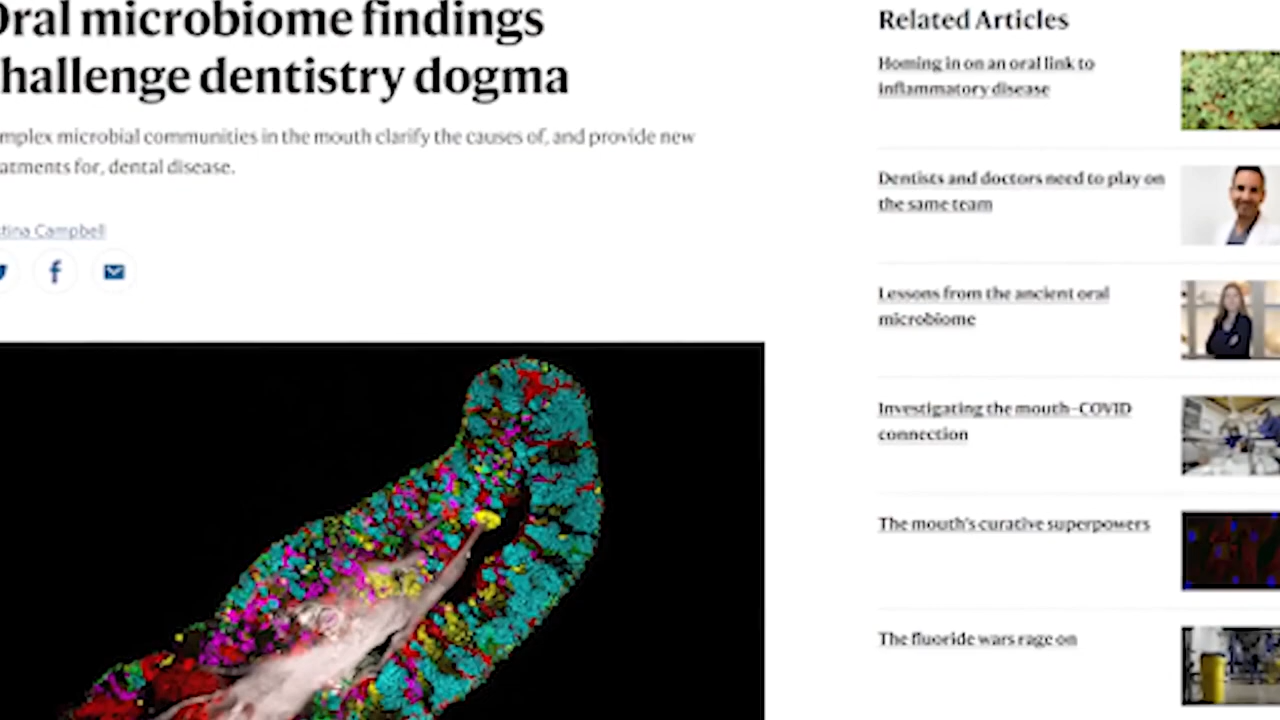 Oral microbiome findings
hallenge dentistry dogma
mplex microbial communities in the mouth clarify the causes of, and provide new
atments for, dental disease.
tina Campbell
Related Articles
Homing in on an oral link to
inflammatory disease
Dentists and doctors need to play on
the same team
Lessons from the ancient oral
microbiome
Investigating the mouth–COVID
connection
The mouth's curative superpowers
The fluoride wars rage on